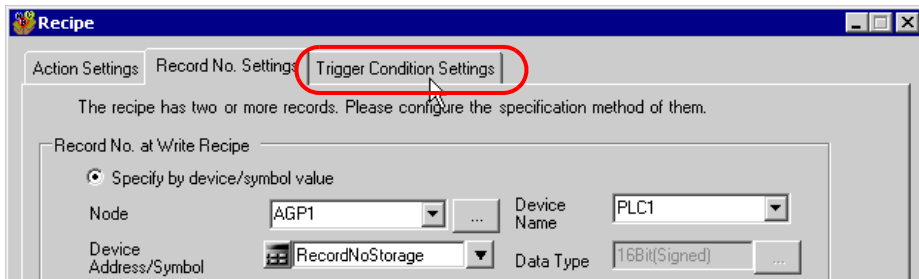 Recipe
Action Settings Record No. Settings Trigger Condition Settings
The recipe has two or more records. Please configure the specification method of them.
Record No. at Write Recipe
Specify by device/symbol value
Node AGP1 ... Device Name PLC1
Device Address/Symbol RecordNoStorage Data Type 16Bit(Signed) ...